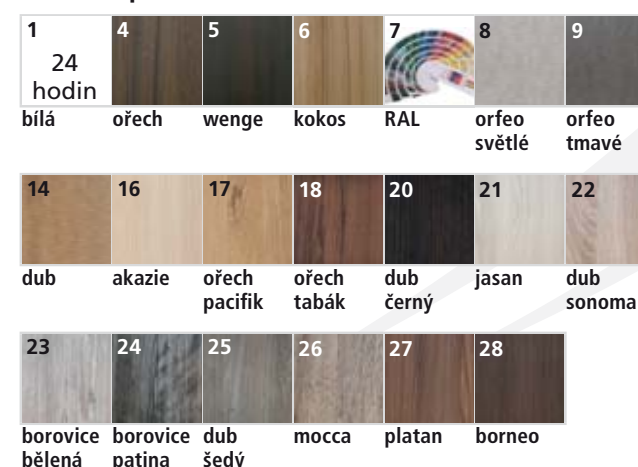 1 4 5 6 7 8 9
24
hodin
bílá ořech wenge kokos RAL orfeo orfeo
světlé tmavé
14 16 17 18 20 21 22
dub akazie ořech ořech dub jasan dub
pacifik tabák černý sonoma
23 24 25 26 27 28
borovice borovice dub mocca platan borneo
bělená patina šedý